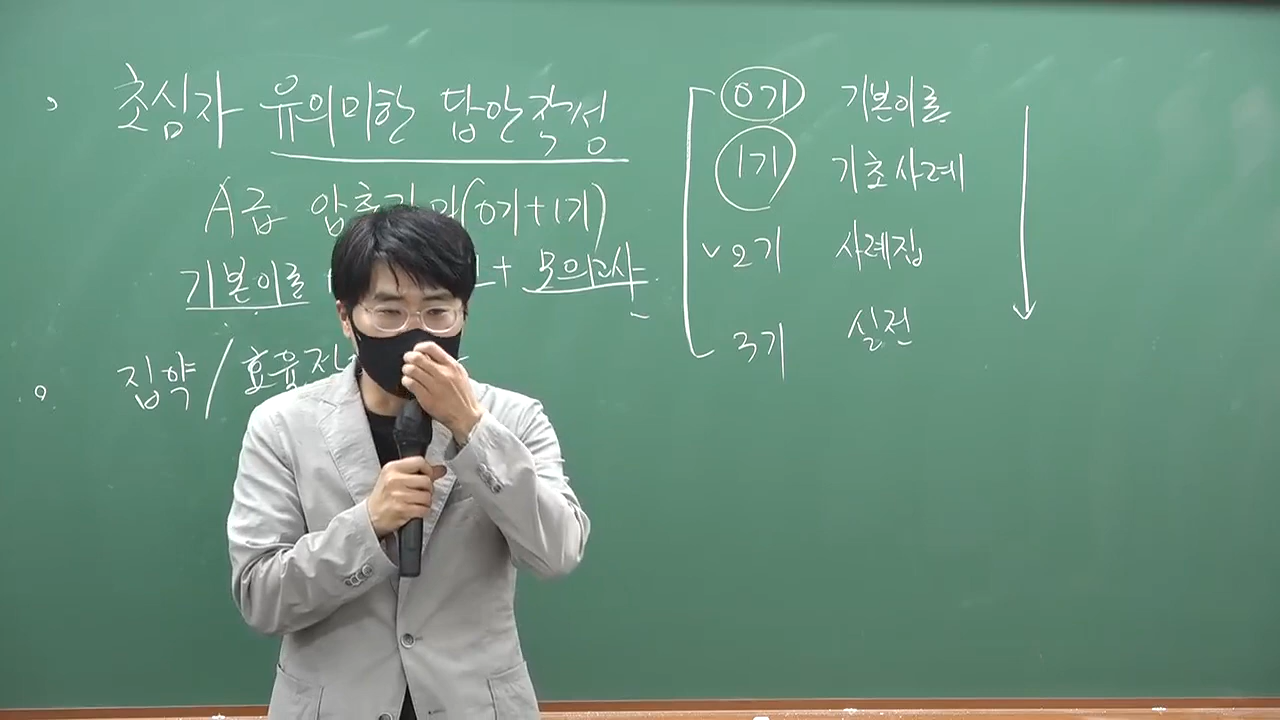 초심자 유의미한 답안작성
A급 (0기+1기)
기본이론 + 모의고사
집약/효율
0기 기본이론
1기 기초사례
2기 사례집
3기 실전